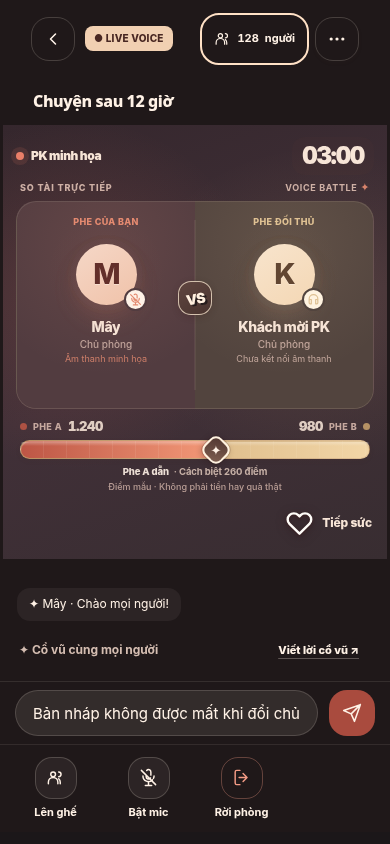 LIVE VOICE
128 người
Chuyện sau 12 giờ
PK minh họa
03:00
SO TÀI TRỰC TIẾP
VOICE BATTLE ✦
PHE CỦA BẠN
PHE ĐỐI THỦ
M
K
VS
Mây
Khách mời PK
Chủ phòng
Chủ phòng
Âm thanh minh họa
Chưa kết nối âm thanh
PHE A 1.240
980 PHE B
Phe A dẫn · Cách biệt 260 điểm
Điểm mẫu · Không phải tiền hay quà thật
Tiếp sức
✦ Mây · Chào mọi người!
✦ Cổ vũ cùng mọi người
Viết lời cổ vũ ↗
Bản nháp không được mất khi đổi chủ
Lên ghế
Bật mic
Rời phòng